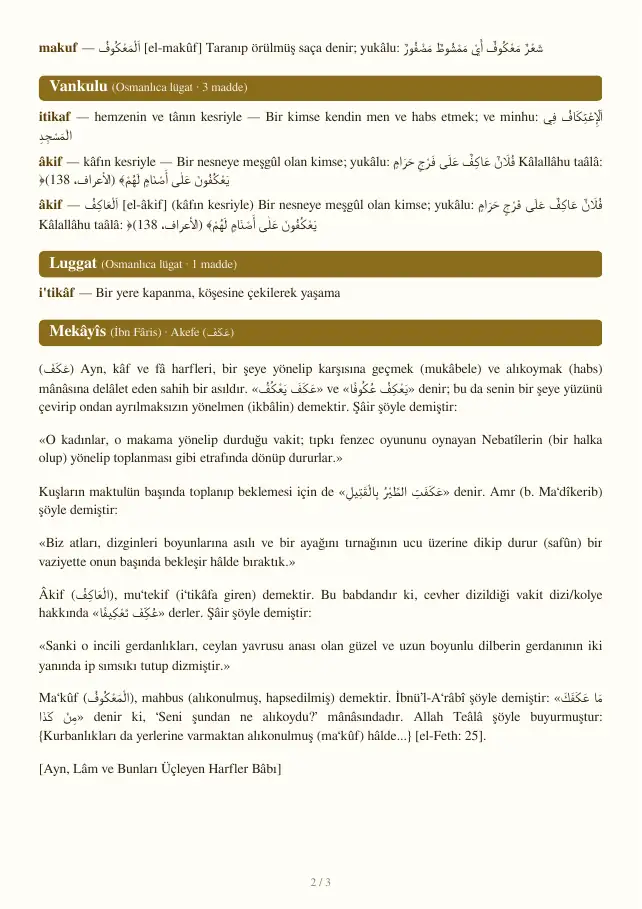 makuf — اَلْمَعْكُوفُ [el-makûf] Taranıp örülmüş saça denir; yukâlu: شَعْرٌ مَعْكُوفٌ أَيْ مَمْشُوطٌ مَضْفُورٌ
Vankulu (Osmanlıca lügat · 3 madde)
itikaf — hemzenin ve tânın kesriyle — Bir kimse kendin men ve habs etmek; ve minhu: اَلْاِعْتِكَافُ فِي
الْمَسْجِدِ
âkif — kâfın kesriyle — Bir nesneye meşgûl olan kimse; yukâlu: فُلَانٌ عَاكِفٌ عَلَى فَرْجٍ حَرَامٍ Kâlallâhu taâlâ:
﴿يَعْكُفُونَ عَلَى أَصْنَامٍ لَهُمْ﴾ (الأعراف، 138)
âkif — اَلْعَاكِفُ [el-âkif] (kâfın kesriyle) Bir nesneye meşgûl olan kimse; yukâlu: فُلَانٌ عَاكِفٌ عَلَى فَرْجٍ حَرَامٍ
Kâlallâhu taâlâ: ﴿يَعْكُفُونَ عَلَى أَصْنَامٍ لَهُمْ﴾ (الأعراف، 138)
Luggat (Osmanlıca lügat · 1 madde)
i'tikâf — Bir yere kapanma, köşesine çekilerek yaşama
Mekâyîs (İbn Fâris) · Akefe (عَكَفَ)
(عَكَفَ) Ayn, kâf ve fâ harfleri, bir şeye yönelip karşısına geçmek (mukâbele) ve alıkoymak (habs)
mânâsına delâlet eden sahih bir asıldır. «عَكَفَ يَعْكُفُ» ve «يَعْكِفُ عُكُوفًا» denir; bu da senin bir şeye yüzünü
çevirip ondan ayrılmaksızın yönelmen (ikbâlin) demektir. Şâir şöyle demiştir:
«O kadınlar, o makama yönelip durduğu vakit; tıpkı fenzec oyununu oynayan Nebatîlerin (bir halka
olup) yönelip toplanması gibi etrafında dönüp dururlar.»
Kuşların maktulün başında toplanıp beklemesi için de «عَكَفَتِ الطَّيْرُ بِالْقَتِيلِ» denir. Amr (b. Ma‘dîkerib)
şöyle demiştir:
«Biz atları, dizginleri boyunlarına asılı ve bir ayağını tırnağının ucu üzerine dikip durur (safûn) bir
vaziyette onun başında bekleşir hâlde bıraktık.»
Âkif (الْعَاكِفُ), mu‘tekif (i‘tikâfa giren) demektir. Bu babdandır ki, cevher dizildiği vakit dizi/kolye
hakkında «عُكِّفَ تَعْكِيفًا» derler. Şâir şöyle demiştir:
«Sanki o incili gerdanlıkları, ceylan yavrusu anası olan güzel ve uzun boyunlu dilberin gerdanının iki
yanında ip sımsıkı tutup dizmiştir.»
Ma‘kûf (الْمَعْكُوفُ), mahbus (alıkonulmuş, hapsedilmiş) demektir. İbnü’l-A‘râbî şöyle demiştir: «مَا عَكَفَكَ
مِنْ كَذَا» denir ki, ‘Seni şundan ne alıkoydu?’ mânâsındadır. Allah Teâlâ şöyle buyurmuştur:
{Kurbanlıkları da yerlerine varmaktan alıkonulmuş (ma‘kûf) hâlde...} [el-Feth: 25].
[Ayn, Lâm ve Bunları Üçleyen Harfler Bâbı]
2 / 3